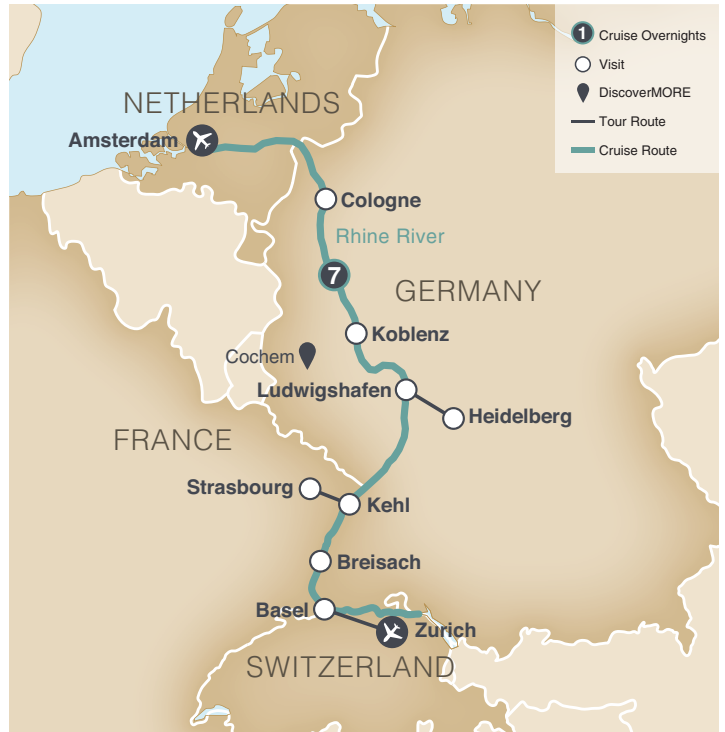 1 Cruise Overnights
Visit
DiscoverMORE
Tour Route
Cruise Route
NETHERLANDS
Amsterdam
Cologne
Rhine River
7
GERMANY
Koblenz
Cochem
Ludwigshafen
Heidelberg
FRANCE
Strasbourg
Kehl
Breisach
Basel
Zurich
SWITZERLAND